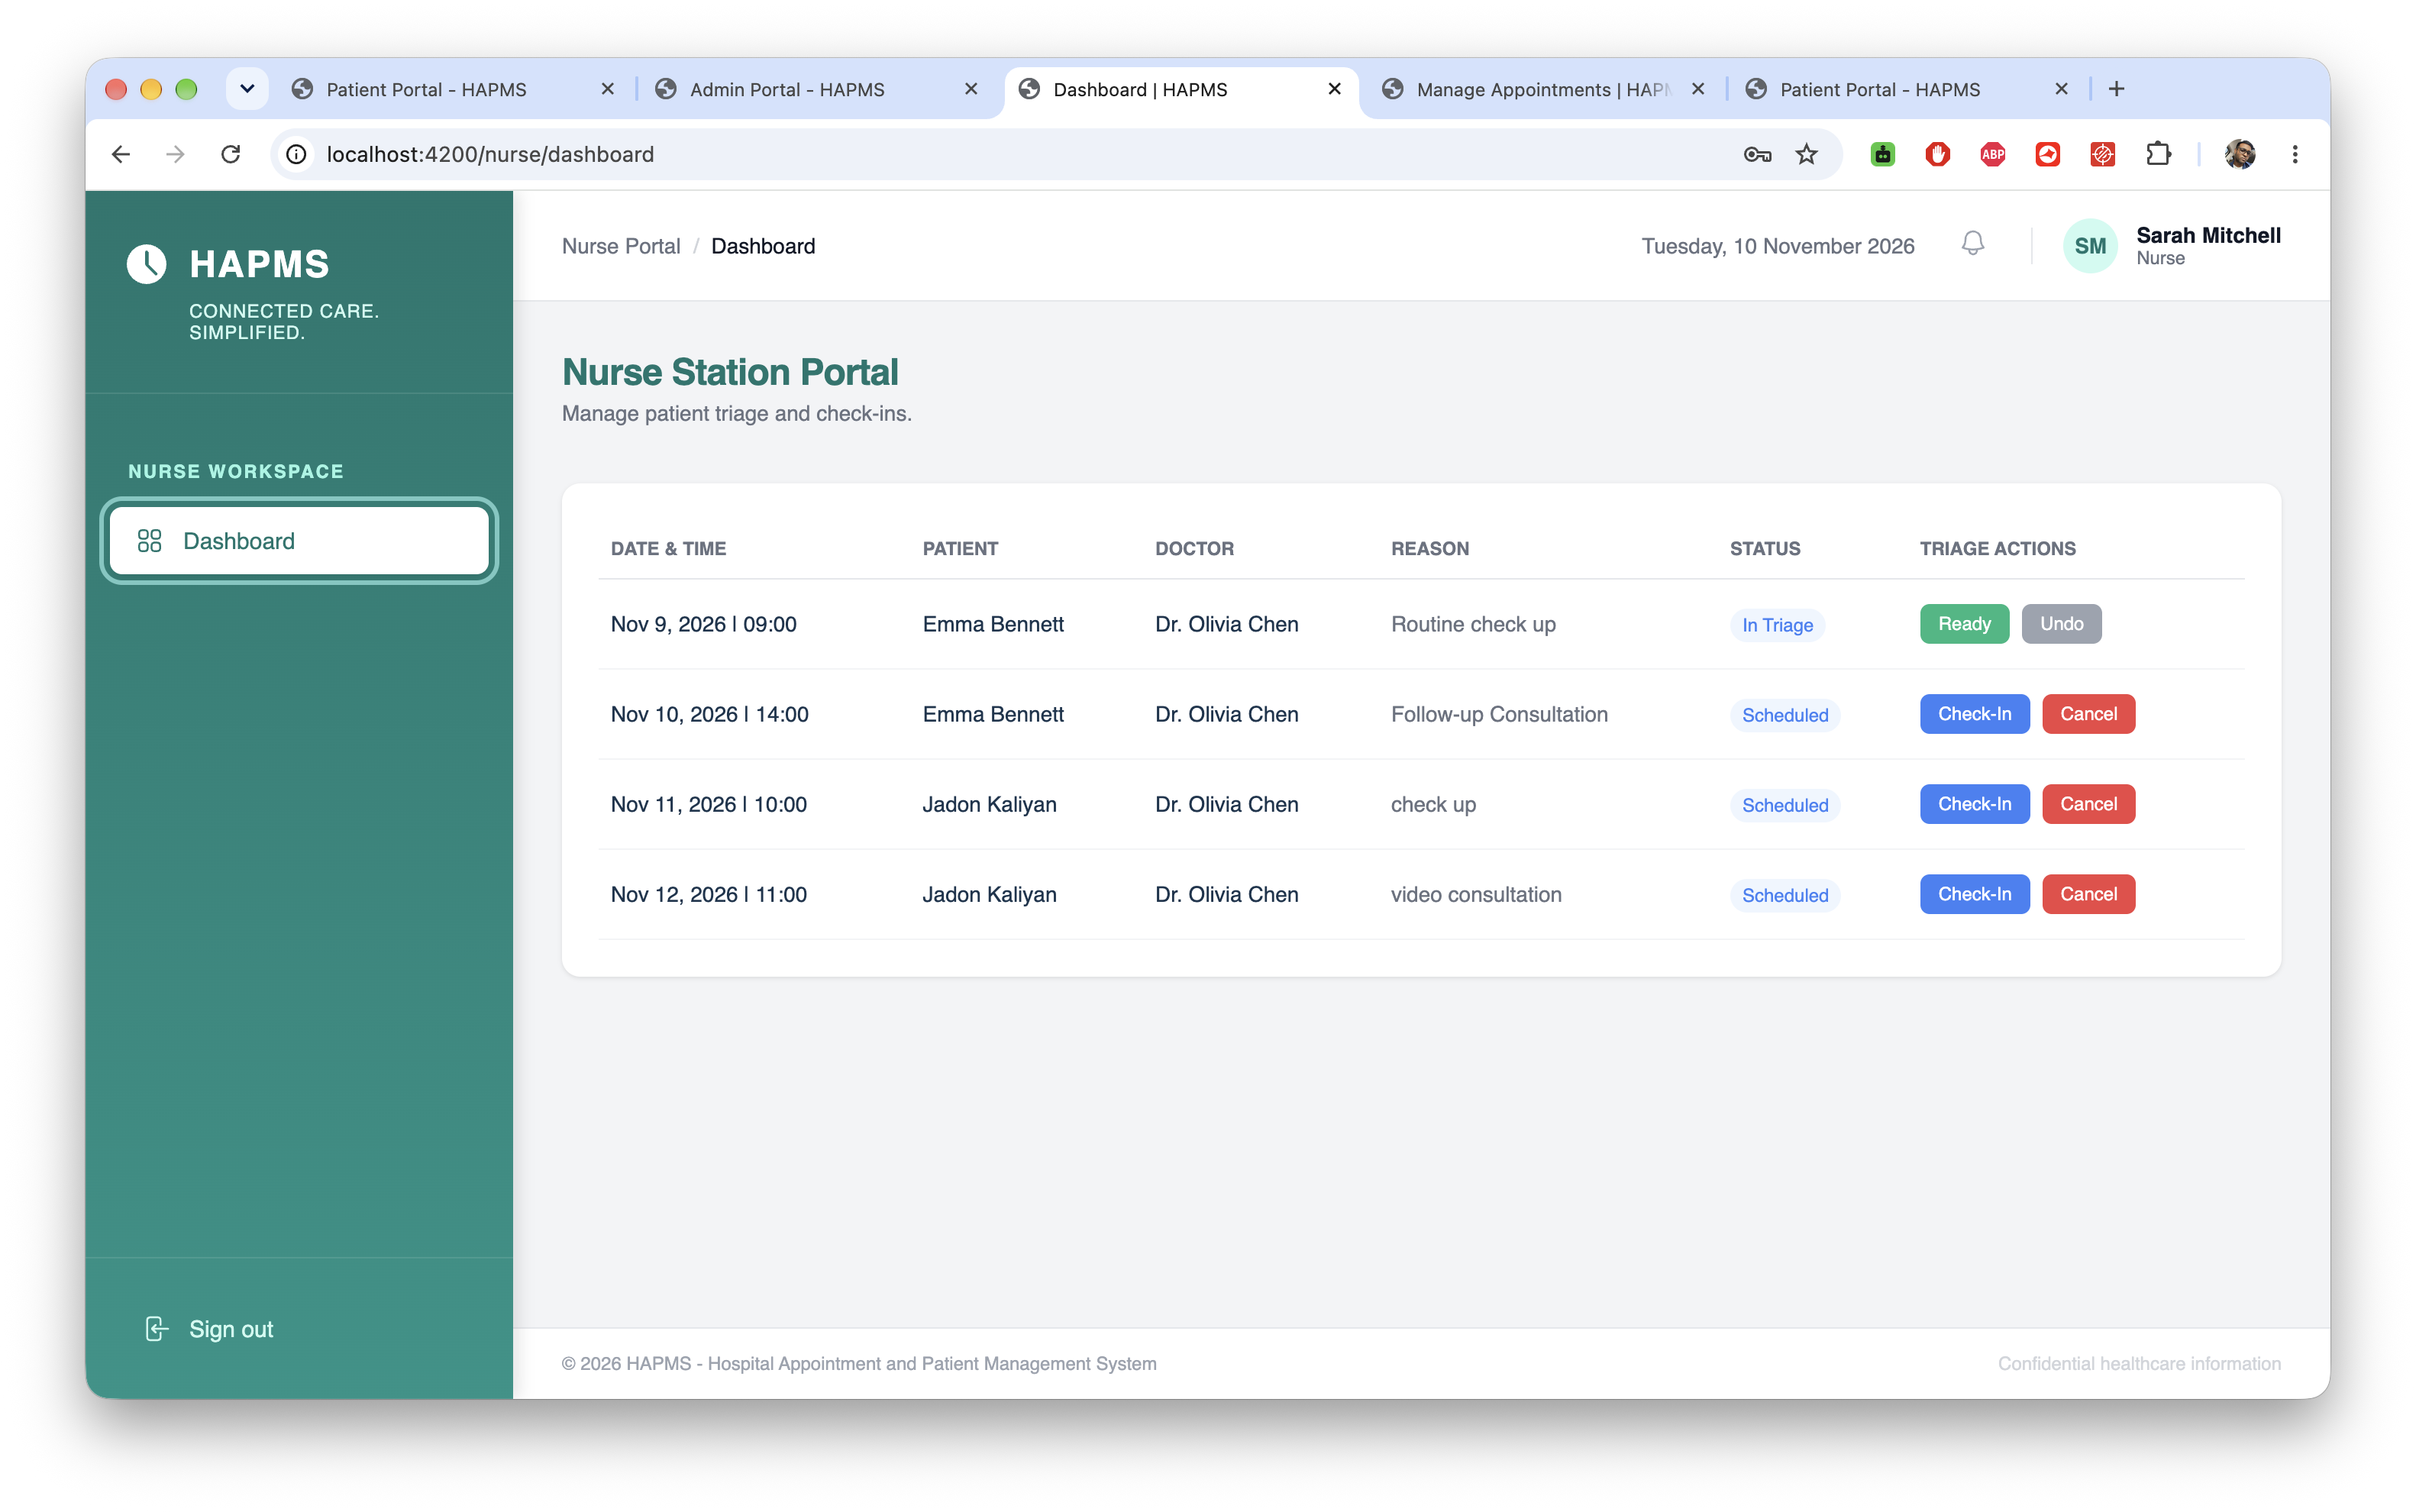 Patient Portal - HAPMS
Admin Portal - HAPMS
Dashboard | HAPMS
Manage Appointments | HAPM
Patient Portal - HAPMS
localhost:4200/nurse/dashboard
ABP
HAPMS
CONNECTED CARE.
SIMPLIFIED.
NURSE WORKSPACE
Dashboard
Sign out
Nurse Portal / Dashboard
Tuesday, 10 November 2026
SM
Sarah Mitchell
Nurse
Nurse Station Portal
Manage patient triage and check-ins.
DATE & TIME PATIENT DOCTOR REASON STATUS TRIAGE ACTIONS
Nov 9, 2026 | 09:00 Emma Bennett Dr. Olivia Chen Routine check up In Triage Ready Undo
Nov 10, 2026 | 14:00 Emma Bennett Dr. Olivia Chen Follow-up Consultation Scheduled Check-In Cancel
Nov 11, 2026 | 10:00 Jadon Kaliyan Dr. Olivia Chen check up Scheduled Check-In Cancel
Nov 12, 2026 | 11:00 Jadon Kaliyan Dr. Olivia Chen video consultation Scheduled Check-In Cancel
© 2026 HAPMS - Hospital Appointment and Patient Management System
Confidential healthcare information